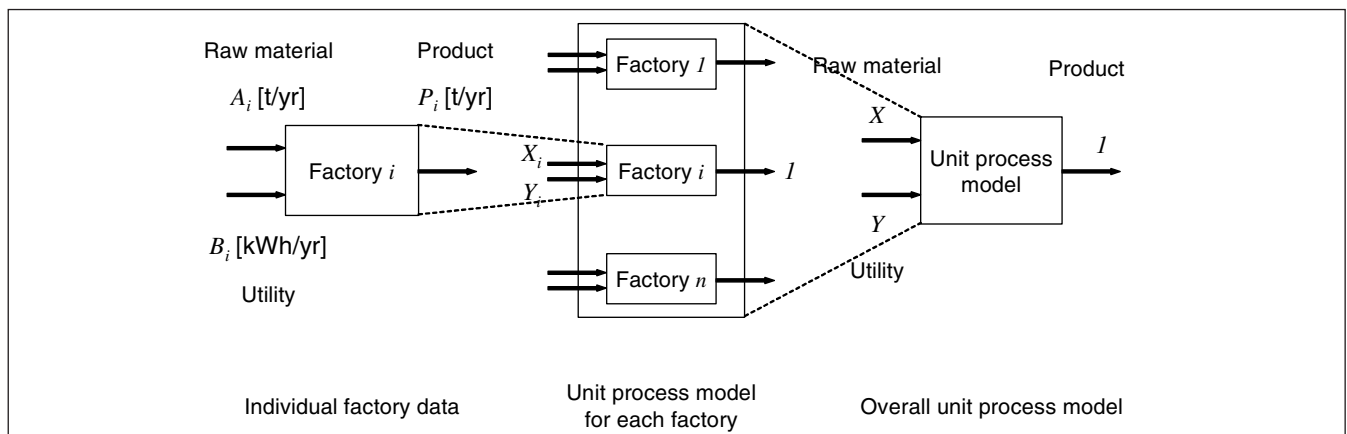 Raw material
Product
A_i [t/yr]
P_i [t/yr]
Factory i
B_i [kWh/yr]
Utility
Individual factory data
Factory 1
X_i
Y_i
Factory i
1
Factory n
Unit process model
for each factory
Raw material
Product
X
Unit process
model
1
Y
Utility
Overall unit process model